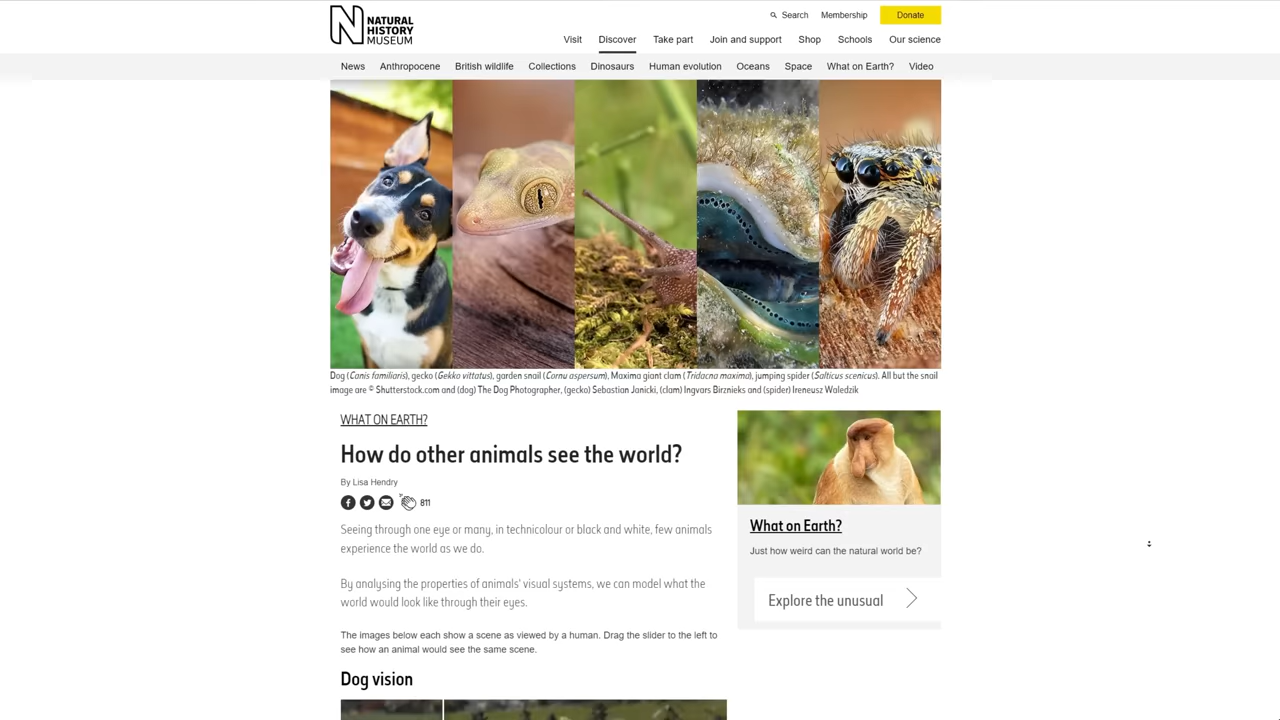 NATURAL
HISTORY
MUSEUM
Search Membership Donate
Visit Discover Take part Join and support Shop Schools Our science
News Anthropocene British wildlife Collections Dinosaurs Human evolution Oceans Space What on Earth? Video
Dog (Canis familiaris), gecko (Gekko vittatus), garden snail (Cornu aspersum), Maxima giant clam (Tridacna maxima), jumping spider (Salticus scenicus). All but the snail
image are © Shutterstock.com and (dog) The Dog Photographer, (gecko) Sebastian Janicki, (clam) Ingvars Birznieks and (spider) Ireneusz Waledzik
WHAT ON EARTH?
How do other animals see the world?
By Lisa Hendry
811
Seeing through one eye or many, in technicolour or black and white, few animals
experience the world as we do.
By analysing the properties of animals' visual systems, we can model what the
world would look like through their eyes.
The images below each show a scene as viewed by a human. Drag the slider to the left to
see how an animal would see the same scene.
Dog vision
What on Earth?
Just how weird can the natural world be?
Explore the unusual